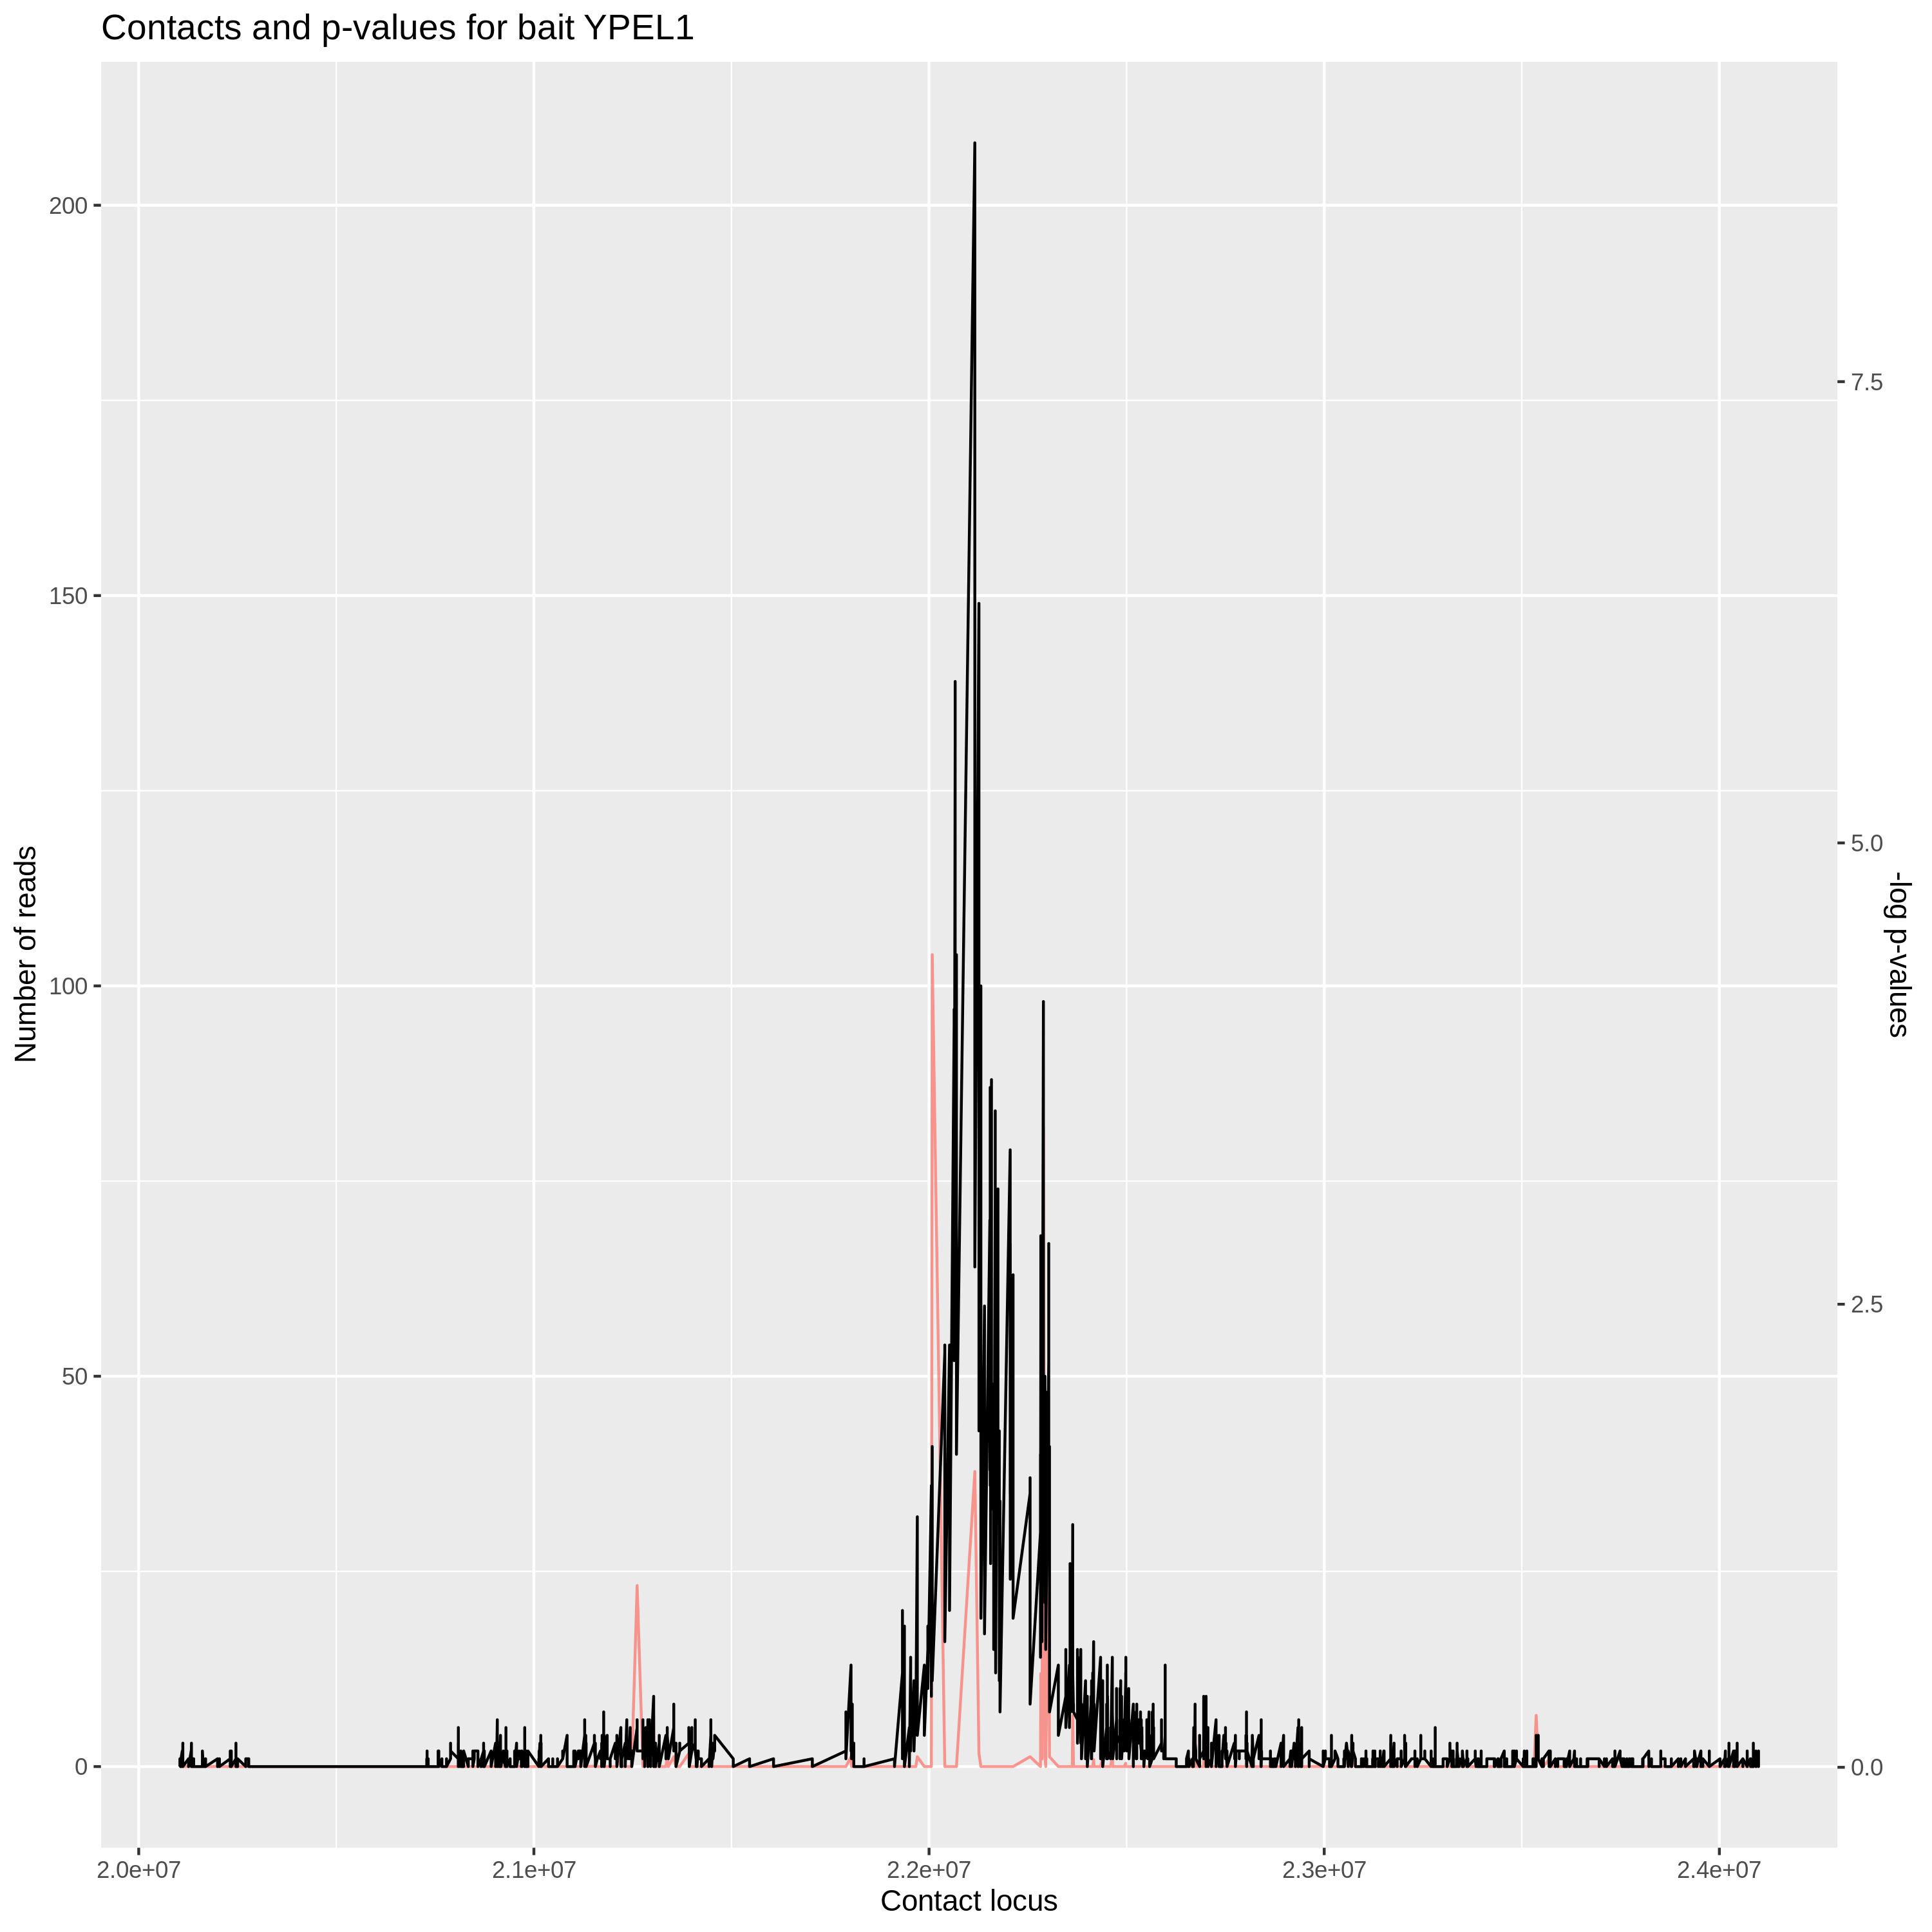 Contacts and p-values for bait YPEL1
200
150
100
50
0
Number of reads
7.5
5.0
2.5
0.0
-log p-values
2.0e+07
2.1e+07
2.2e+07
2.3e+07
2.4e+07
Contact locus